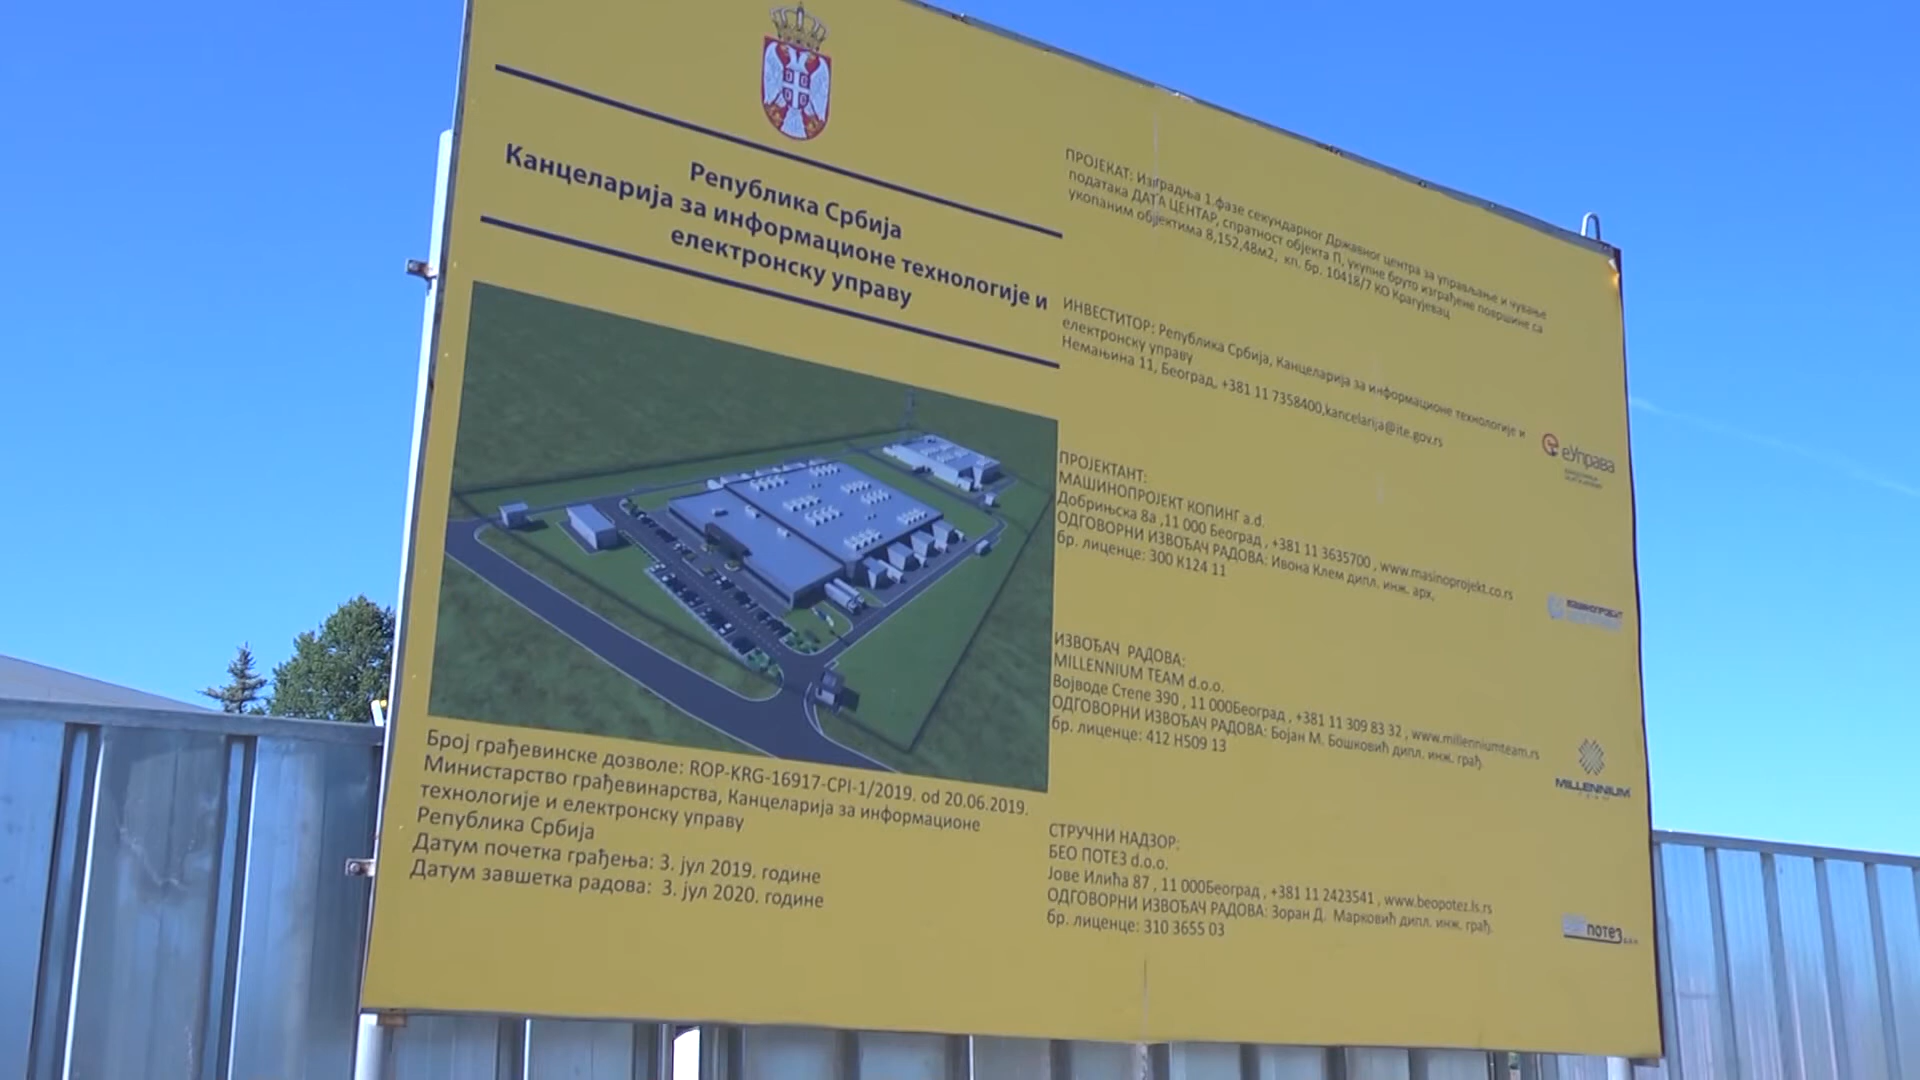 Република Србија
Канцеларија за информационе технологије и
електронску управу
Број грађевинске дозволе: ROP-KRG-16917-CPI-1/2019. od 20.06.2019.
Министарство грађевинарства, Канцеларија за информационе
технологије и електронску управу
Република Србија
Датум почетка грађења: 3. јул 2019. године
Датум завшетка радова: 3. јул 2020. године
ПРОЈЕКАТ: Изградња 1.фазе секундарног Државног центра за управљање и чување
података ДАТА ЦЕНТАР, спратност објекта П, укупне бруто изграђене површине са
укопаним објектима 8,152,48м2, кп. бр. 10418/7 КО Крагујевац
ИНВЕСТИТОР: Република Србија, Канцеларија за информационе технологије и
електронску управу
Немањина 11, Београд, +381 11 7358400,kancelarija@ite.gov.rs
еУправа
ПРОЈЕКТАНТ:
МАШИНОПРОЈЕКТ КОПИНГ a.d.
Добрињска 8а ,11 000 Београд , +381 11 3635700 , www.masinoprojekt.co.rs
ОДГОВОРНИ ИЗВОЂАЧ РАДОВА: Ивона Клем дипл. инж. арх,
бр. лиценце: 300 К124 11
ИЗВОЂАЧ РАДОВА:
MILLENNIUM TEAM d.o.o.
Војводе Степе 390 , 11 000Београд , +381 11 309 83 32 , www.millenniumteam.rs
ОДГОВОРНИ ИЗВОЂАЧ РАДОВА: Бојан М. Бошковић дипл. инж. грађ.
бр. лиценце: 412 Н509 13
MILLENNIUM
TEAM
СТРУЧНИ НАДЗОР:
БЕО ПОТЕЗ d.o.o.
Јове Илића 87 , 11 000Београд , +381 11 2423541 , www.beopotez.ls.rs
ОДГОВОРНИ ИЗВОЂАЧ РАДОВА: Зоран Д. Марковић дипл. инж. грађ.
бр. лиценце: 310 3655 03
потез